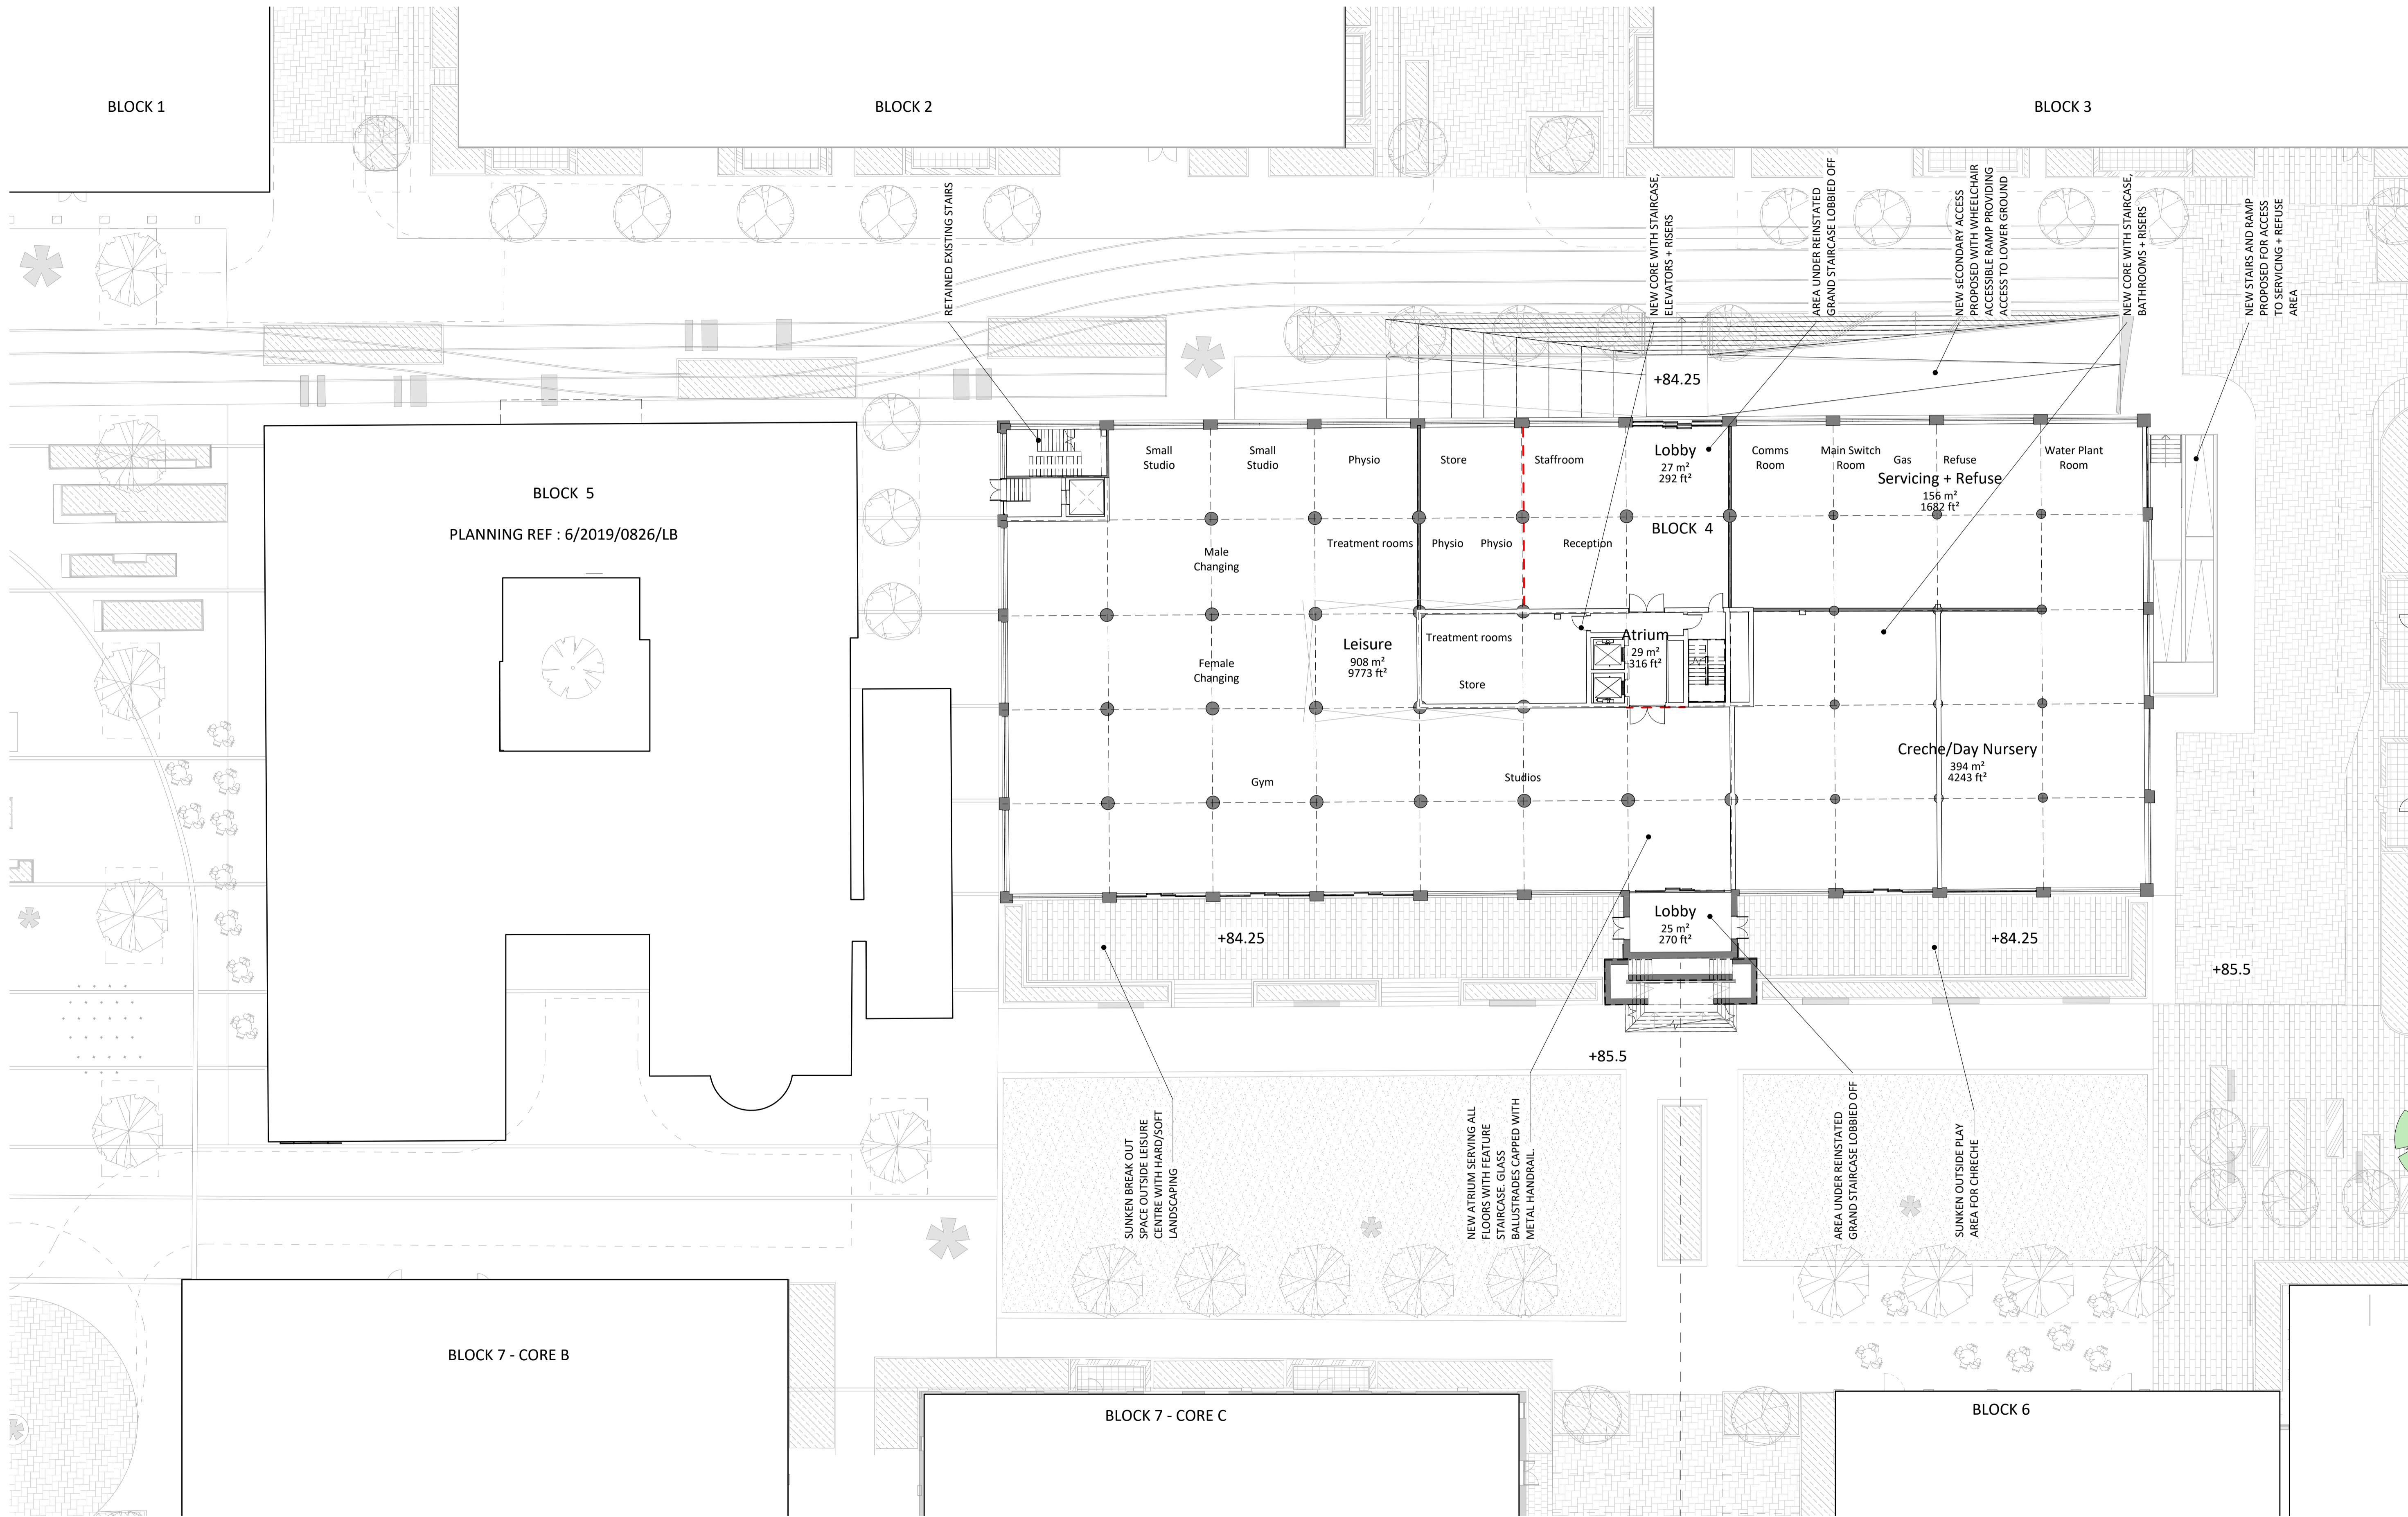 BLOCK 1
BLOCK 2
BLOCK 3
RETAINED EXISTING STAIRS
NEW CORE WITH STAIRCASE,
ELEVATORS + RISERS
AREA UNDER REINSTATED
GRAND STAIRCASE LOBBIED OFF
NEW sECONDARY ACCESS
PROPOSED WITH WHEELCHAIR
ACCESSIBLE RAMP PROVIDING
ACCESS TO LOWER GROUND
NEW CORE WITH STAIRCASE,
BATHROOMS + RISERS
NEW STAIRS AND RAMP
PROPOSED FOR ACCESS
TO SERVICING + REFUSE
AREA
+84.25
BLOCK 5
PLANNING REF : 6/2019/0826/LB
Small
Studio
Small
Studio
Physio
Store
Staffroom
Lobby
27 m²
292 ft²
Comms
Room
Main Switch
Room
Gas
Refuse
Water Plant
Room
Servicing + Refuse
156 m²
1682 ft²
BLOCK 4
Male
Changing
Treatment rooms
Physio
Physio
Reception
Leisure
908 m²
9773 ft²
Treatment rooms
Atrium
29 m²
316 ft²
Female
Changing
Store
Creche/Day Nursery
394 m²
4243 ft²
Gym
Studios
Lobby
25 m²
270 ft²
+84.25
+84.25
+85.5
+85.5
SUNKEN BREAK OUT
SPACE OUTSIDE LEISURE
CENTRE WITH HARD/SOFT
LANDSCAPING
NEW ATRIUM SERVING ALL
FLOORS WITH FEATURE
STAIRCASE. GLASS
BALUSTRADES CAPPED WITH
METAL HANDRAIL.
AREA UNDER REINSTATED
GRAND STAIRCASE LOBBIED OFF
SUNKEN OUTSIDE PLAY
AREA FOR CHRECHE
BLOCK 7 - CORE B
BLOCK 7 - CORE C
BLOCK 6